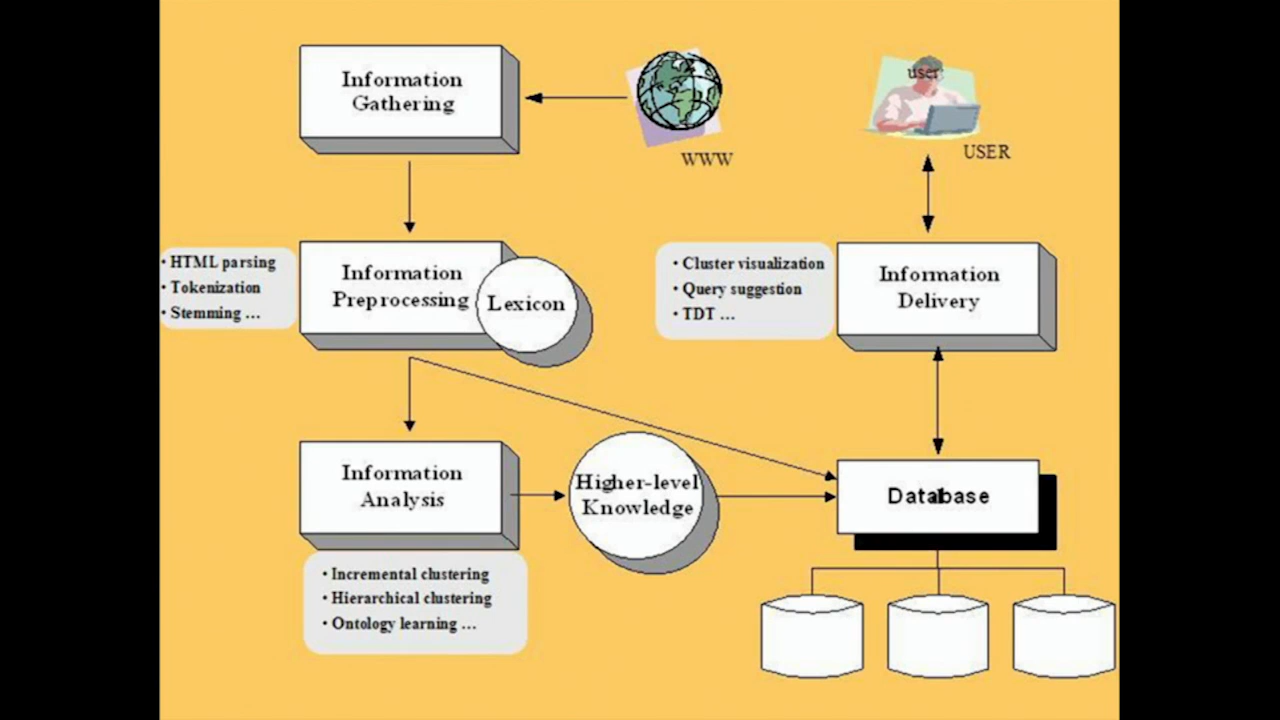 Information
Gathering
WWW
user
USER
• HTML parsing
• Tokenization
• Stemming ...
Information
Preprocessing
Lexicon
• Cluster visualization
• Query suggestion
• TDT ...
Information
Delivery
Information
Analysis
Higher-level
Knowledge
Database
• Incremental clustering
• Hierarchical clustering
• Ontology learning ...